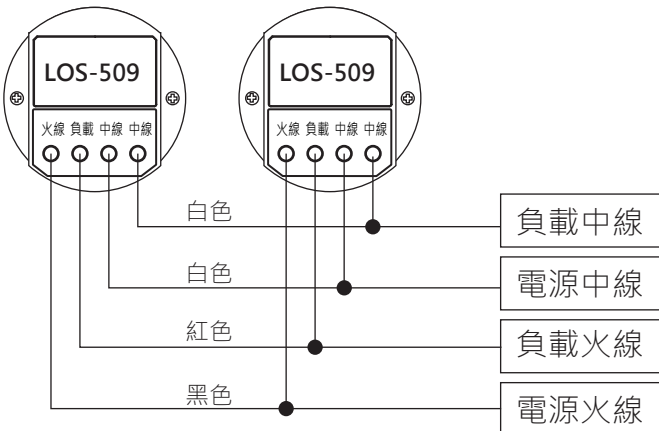 LOS-509
火線 負載 中線 中線
LOS-509
火線 負載 中線 中線
白色
負載中線
白色
電源中線
紅色
負載火線
黑色
電源火線